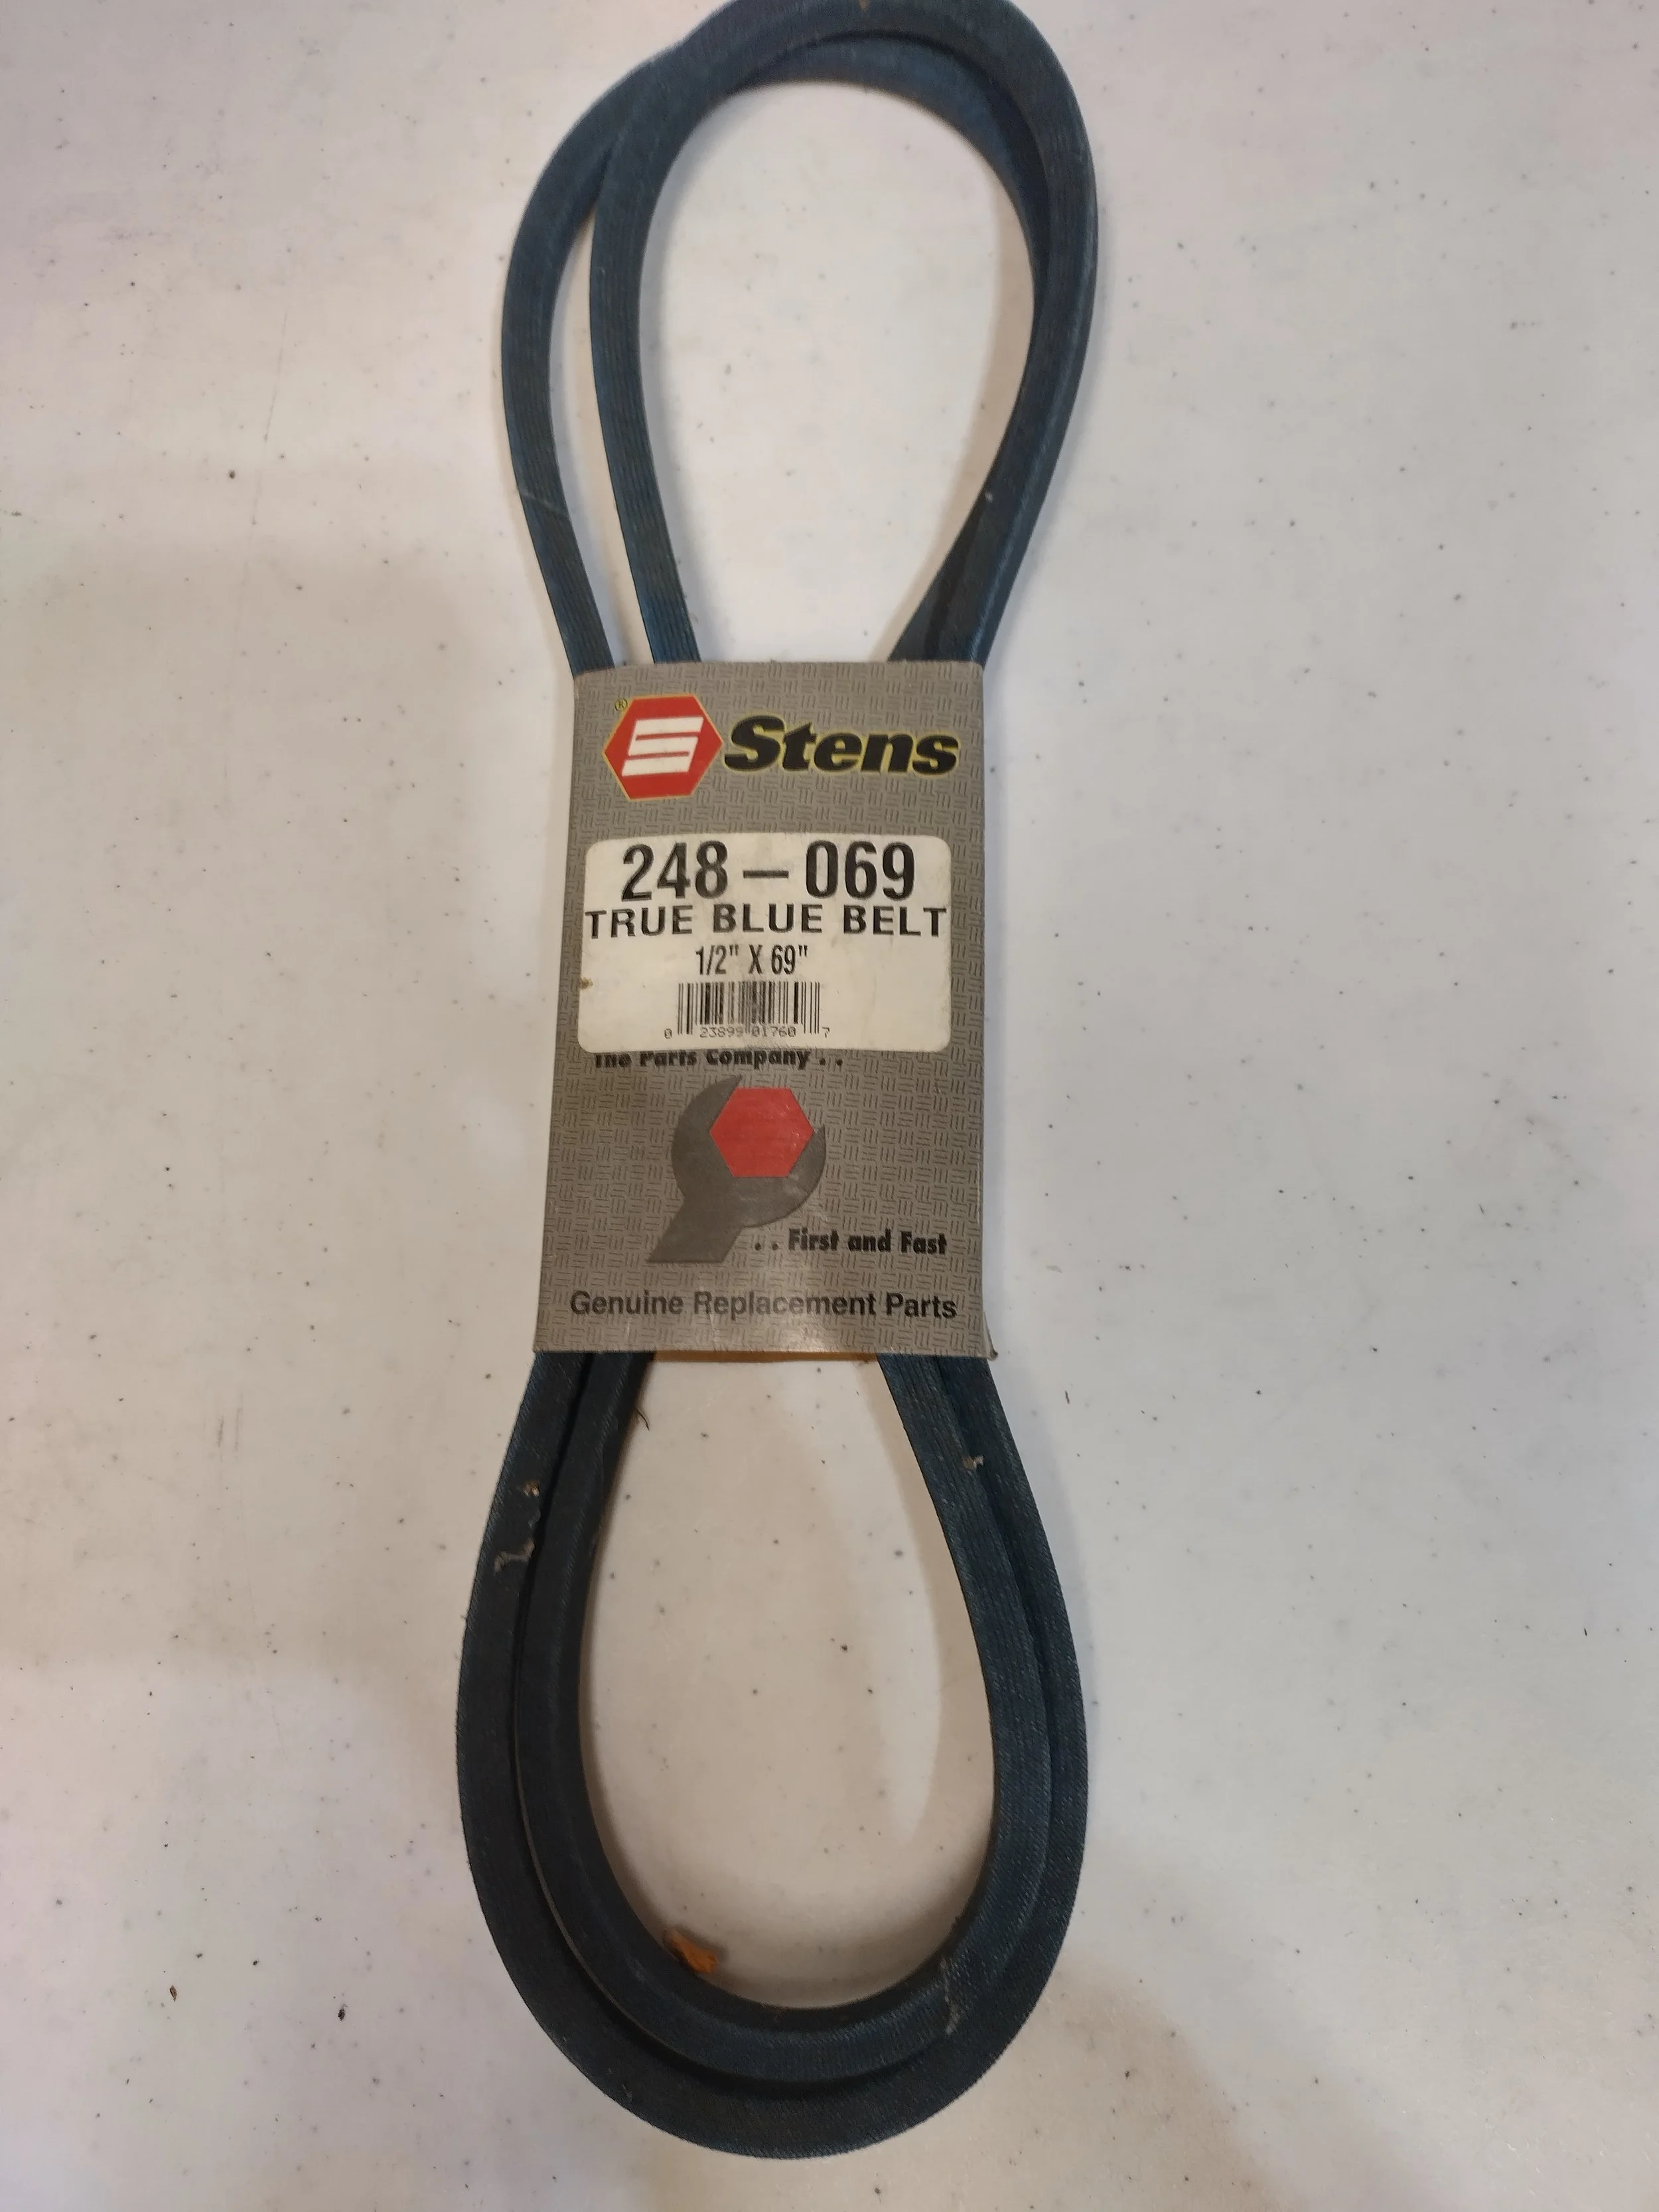 ® Stens
248-069
TRUE BLUE BELT
1/2" X 69"
0 23899 01760 7
The Parts Company . .
. . First and Fast
Genuine Replacement Parts